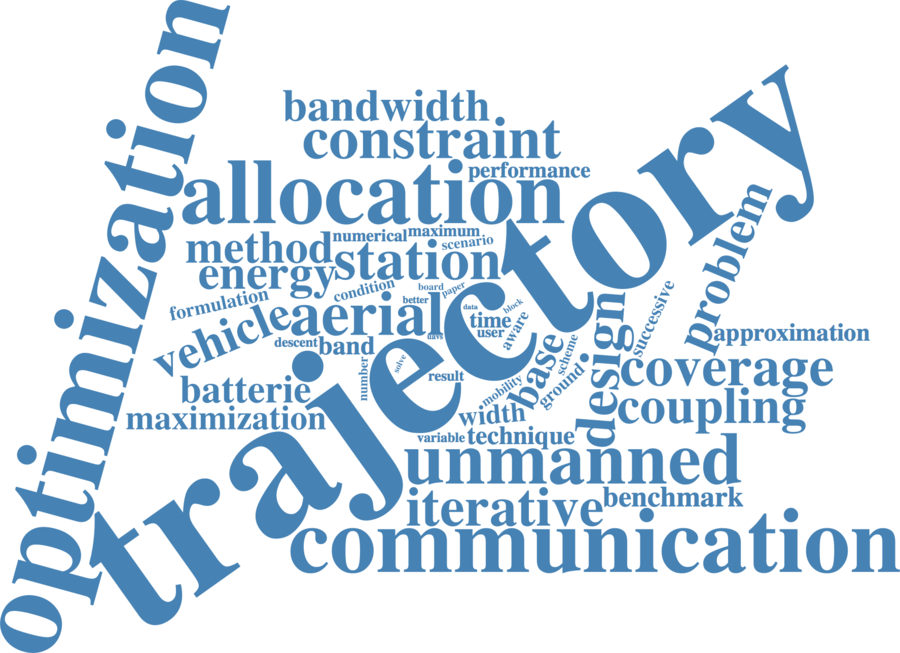 optimization
trajectory
bandwidth
constraint
performance
allocation
method
numerical
maximum
scenario
energy
station
problem
formulation
condition
board
paper
better
data
block
vehicle
aerial
time
user
aware
successive
approximation
descent
band
uavs
solve
number
result
base
scheme
design
coverage
batterie
mobility
ground
maximization
width
coupling
variable
technique
unmanned
iterative
benchmark
communication